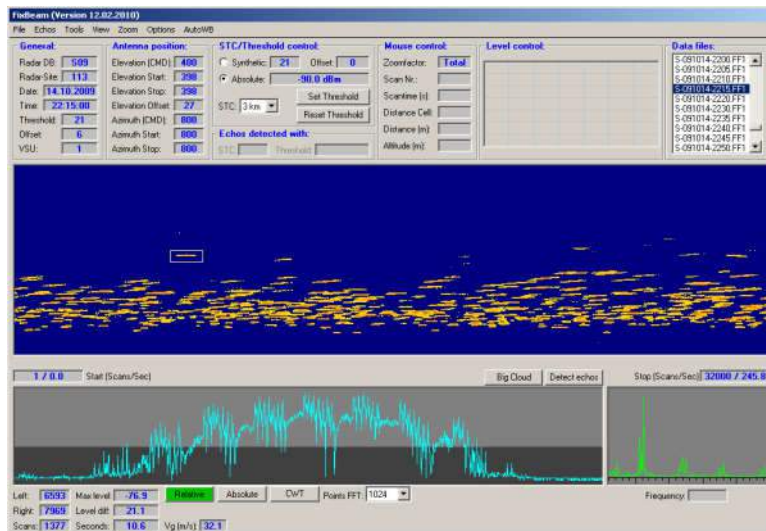 FixBeam (Version 12.02.2010)
File Echos Tools View Zoom Options AutoWB
General: Antenna position: STC/Threshold control: Mouse control: Level control: Data files:
Radar DB: S09 Elevation (CMD): 400 Synthetic: 21 Offset: 0 Zoomfactor: Total S-091014-2200.FF1
Radar-Site: 113 Elevation Start: 398 Absolute: -90.0 dBm Scan Nr.: S-091014-2205.FF1
S-091014-2210.FF1
Date: 14.10.2009 Elevation Stop: 398 Set Threshold Scantime [s]: S-091014-2215.FF1
S-091014-2220.FF1
Time: 22:15:00 Elevation Offset: 27 STC: 3 km Reset Threshold Distance Cell: S-091014-2230.FF1
Threshold: 21 Azimuth (CMD): 800 Distance (m): S-091014-2235.FF1
S-091014-2240.FF1
Offset: 6 Azimuth Start: 800 Echos detected with: S-091014-2245.FF1
VSU: 1 Azimuth Stop: 800 STC: Threshold: Altitude (m): S-091014-2250.FF1
1 / 0.0 Start (Scans/Sec) Big Cloud Detect echos Stop (Scans/Sec) 32000 / 245.8
Left: 6593 Max level: -76.9 Relative Absolute CWT Points FFT: 1024 Frequency:
Right: 7969 Level diff: 21.1
Scans: 1377 Seconds: 10.6 Vg (m/s): 32.1